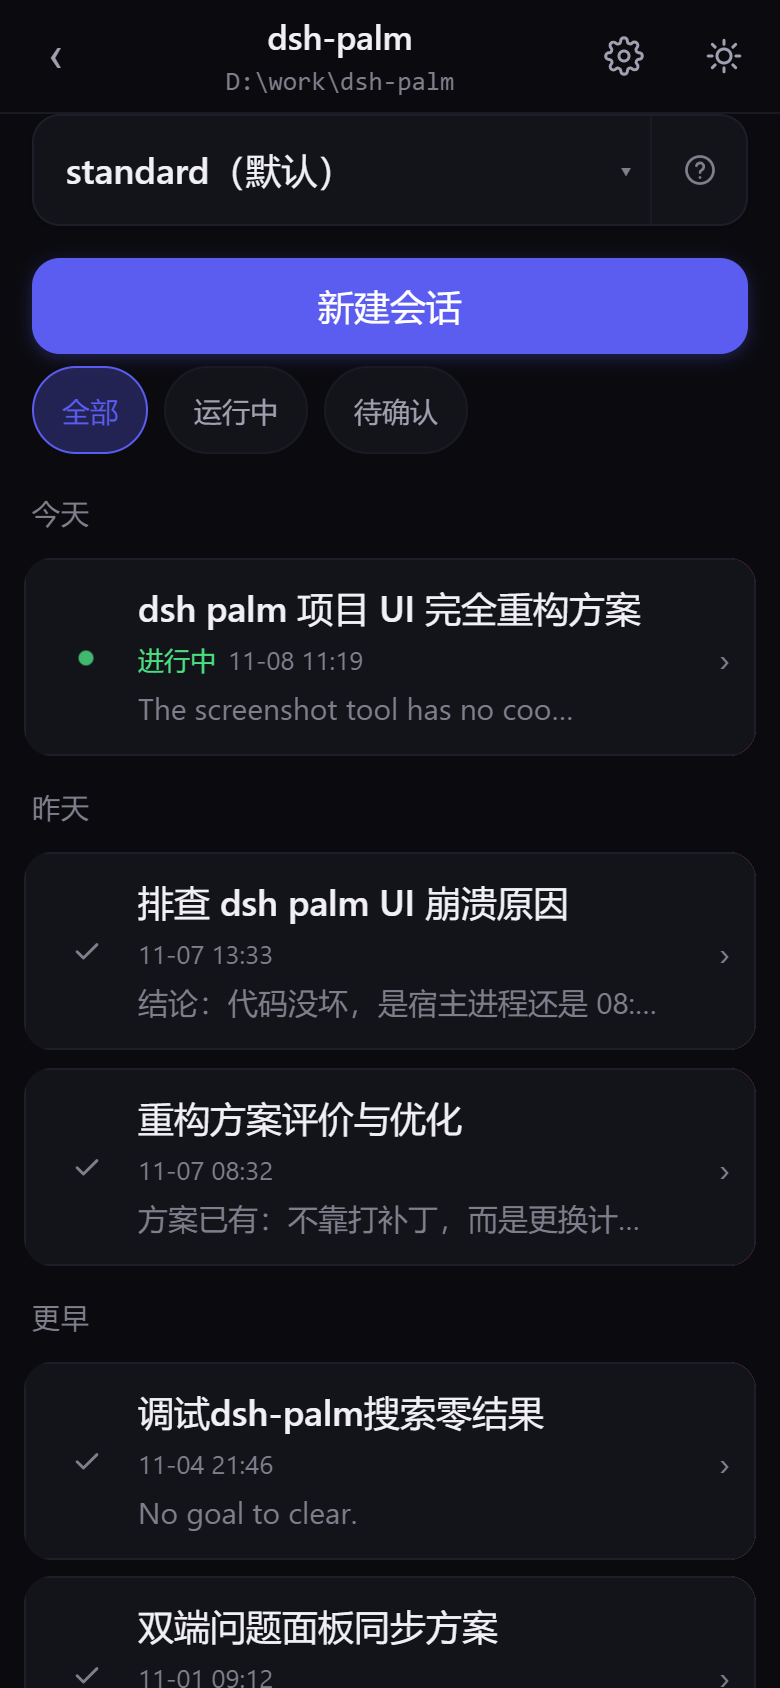 dsh-palm
D:\work\dsh-palm
standard（默认）
新建会话
全部 运行中 待确认
今天
dsh palm 项目 UI 完全重构方案
进行中 11-08 11:19
The screenshot tool has no coo...
昨天
排查 dsh palm UI 崩溃原因
11-07 13:33
结论：代码没坏，是宿主进程还是 08:...
重构方案评价与优化
11-07 08:32
方案已有：不靠打补丁，而是更换计...
更早
调试dsh-palm搜索零结果
11-04 21:46
No goal to clear.
双端问题面板同步方案
11-01 09:12